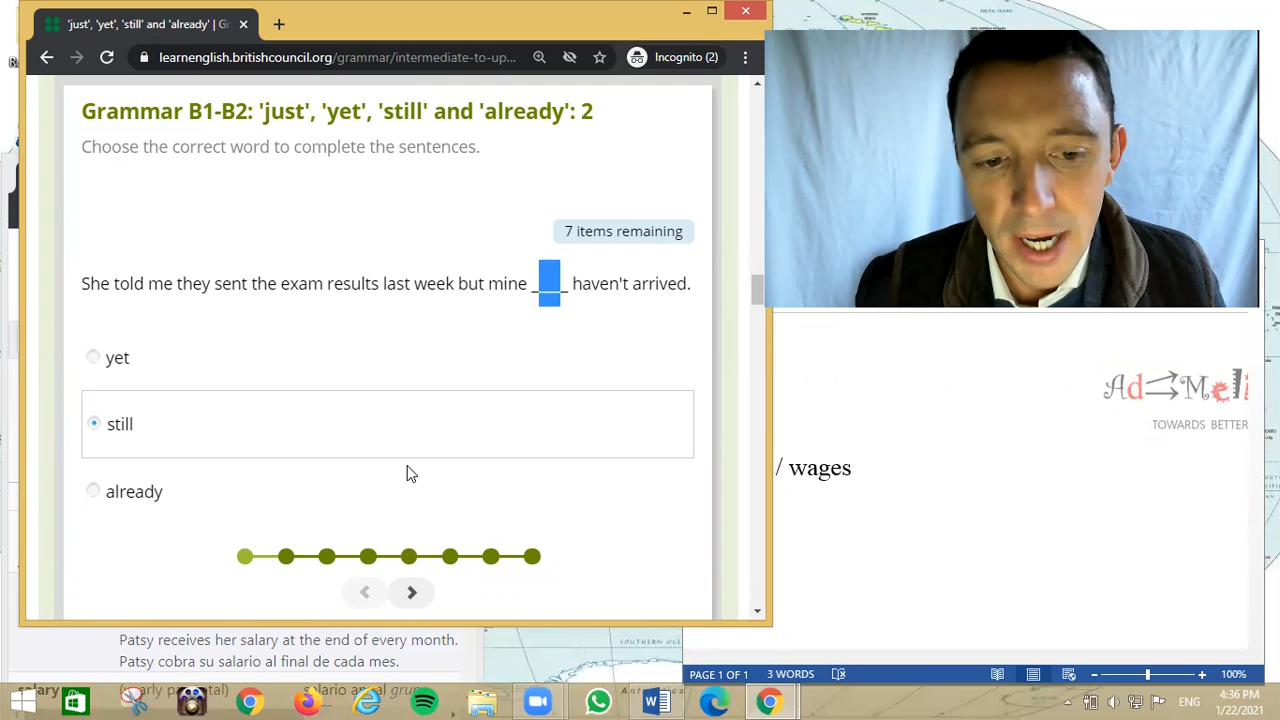 'just', 'yet', 'still' and 'already' | Gr
learnenglish.britishcouncil.org/grammar/intermediate-to-up...
Incognito (2)
Grammar B1-B2: 'just', 'yet', 'still' and 'already': 2
Choose the correct word to complete the sentences.
7 items remaining
She told me they sent the exam results last week but mine ____ haven't arrived.
yet
still
already
TOWARDS BETTER
/ wages
Patsy receives her salary at the end of every month.
Patsy cobra su salario al final de cada mes.
salary
salario
PAGE 1 OF 1
3 WORDS
100%
ENG
4:36 PM
1/22/2021